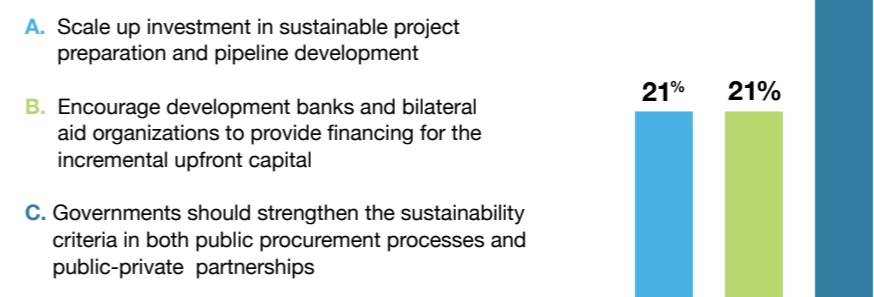 A. Scale up investment in sustainable project
preparation and pipeline development
B. Encourage development banks and bilateral
aid organizations to provide financing for the
incremental upfront capital
C. Governments should strengthen the sustainability
criteria in both public procurement processes and
public-private partnerships
21% 21%